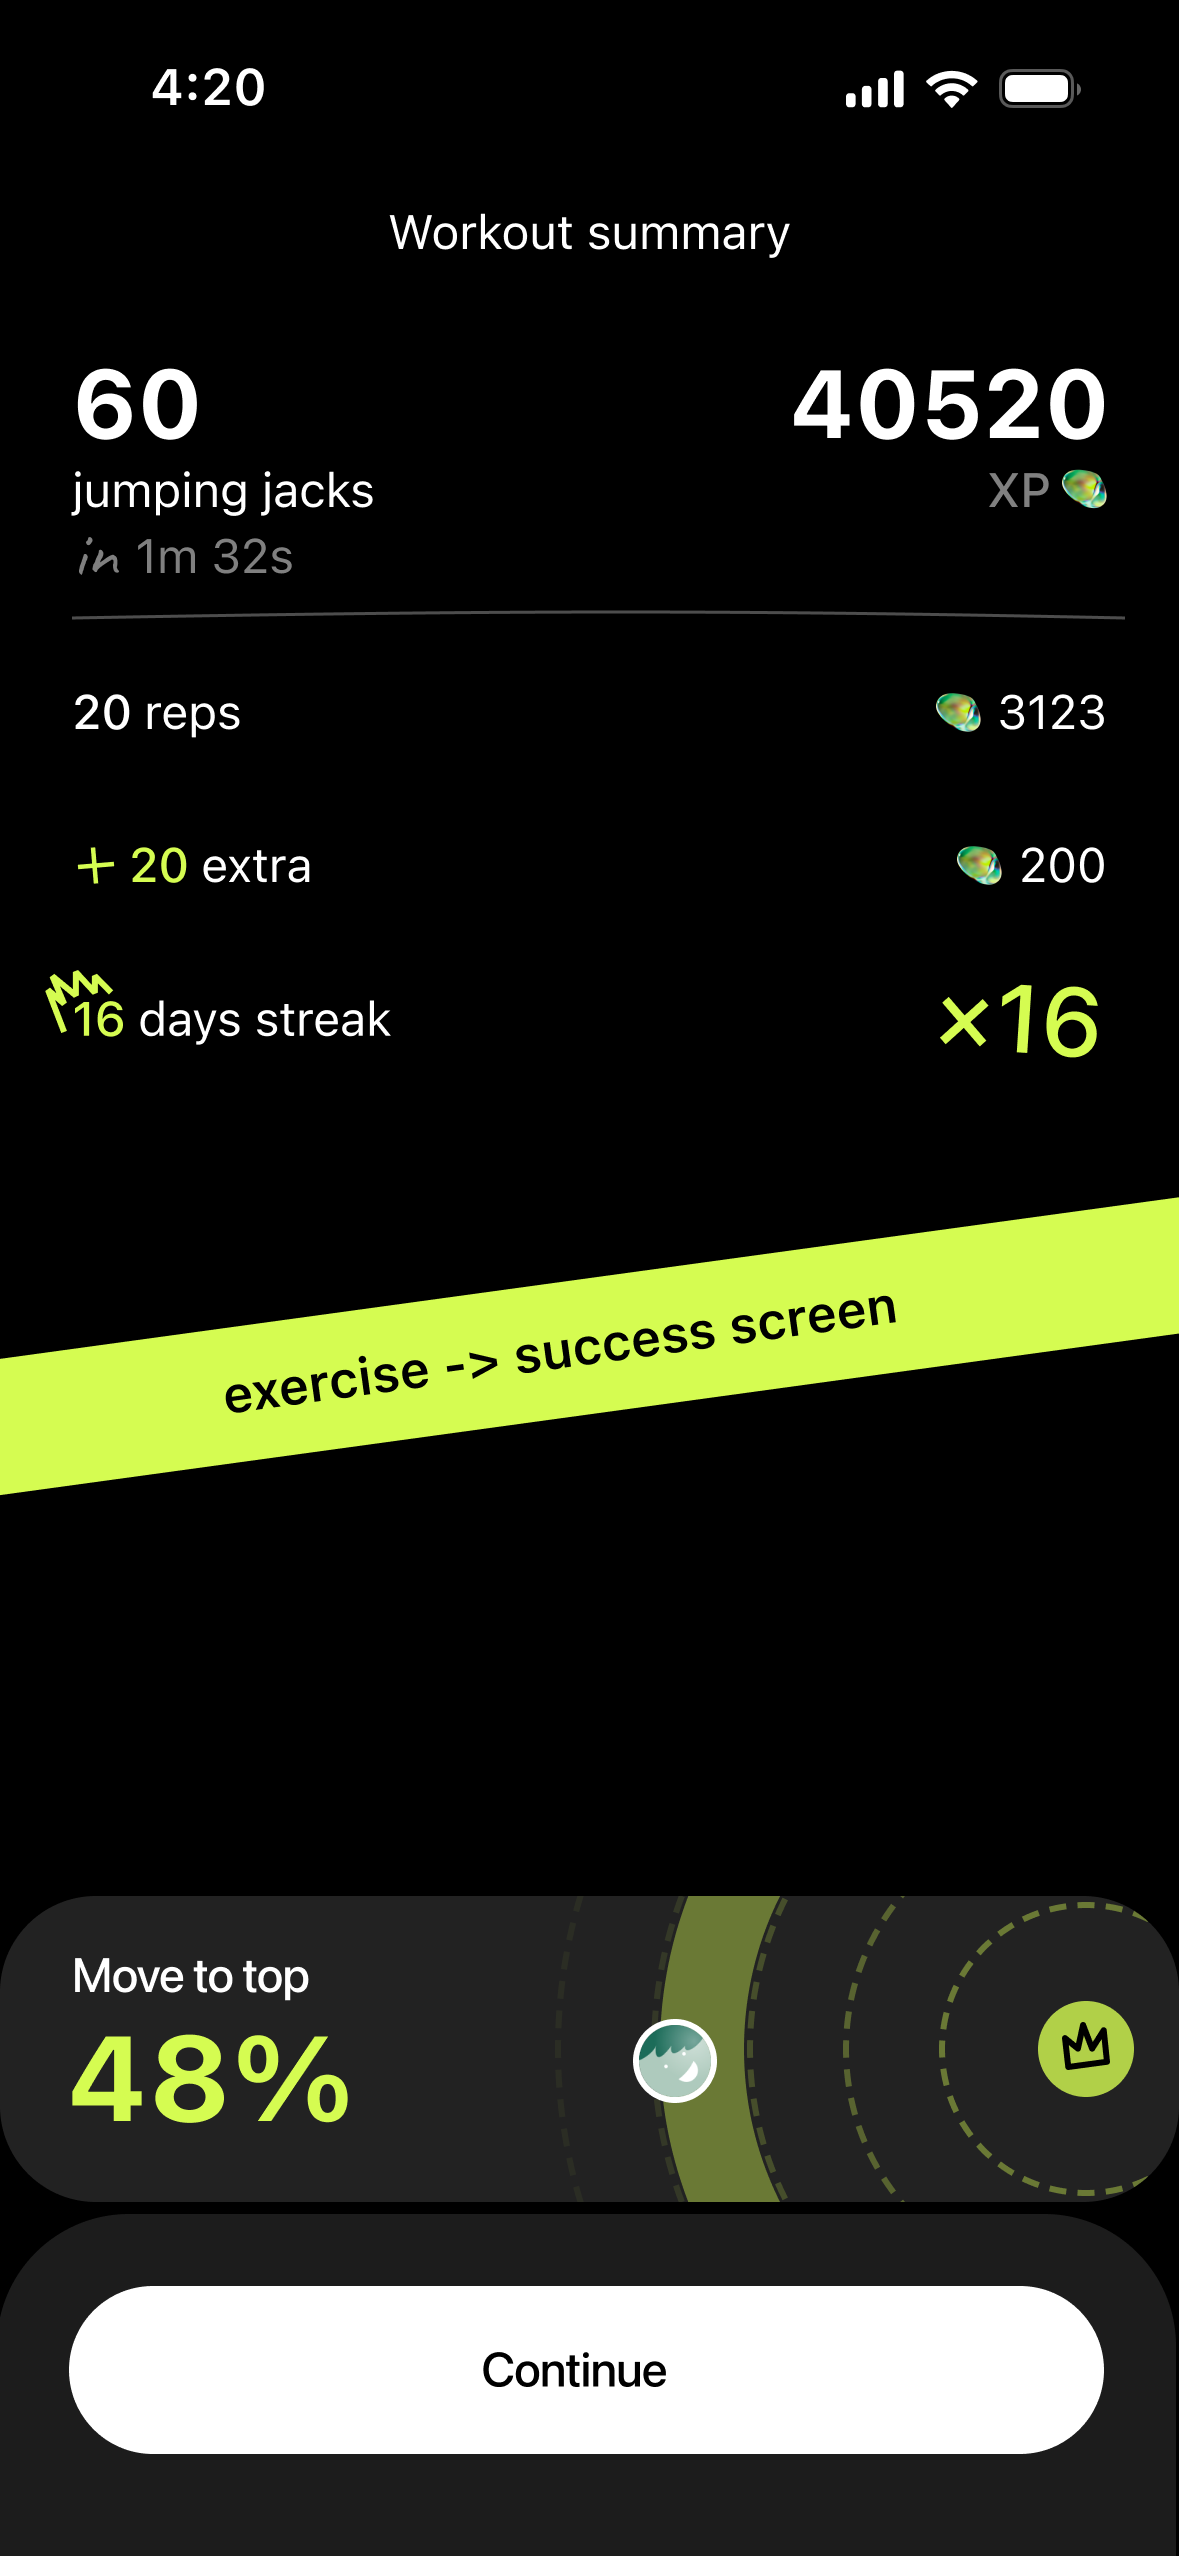 4:20
Workout summary
60
40520
jumping jacks
XP
in 1m 32s
20 reps
3123
+ 20 extra
200
16 days streak
×16
exercise -> success screen
Move to top
48%
Continue